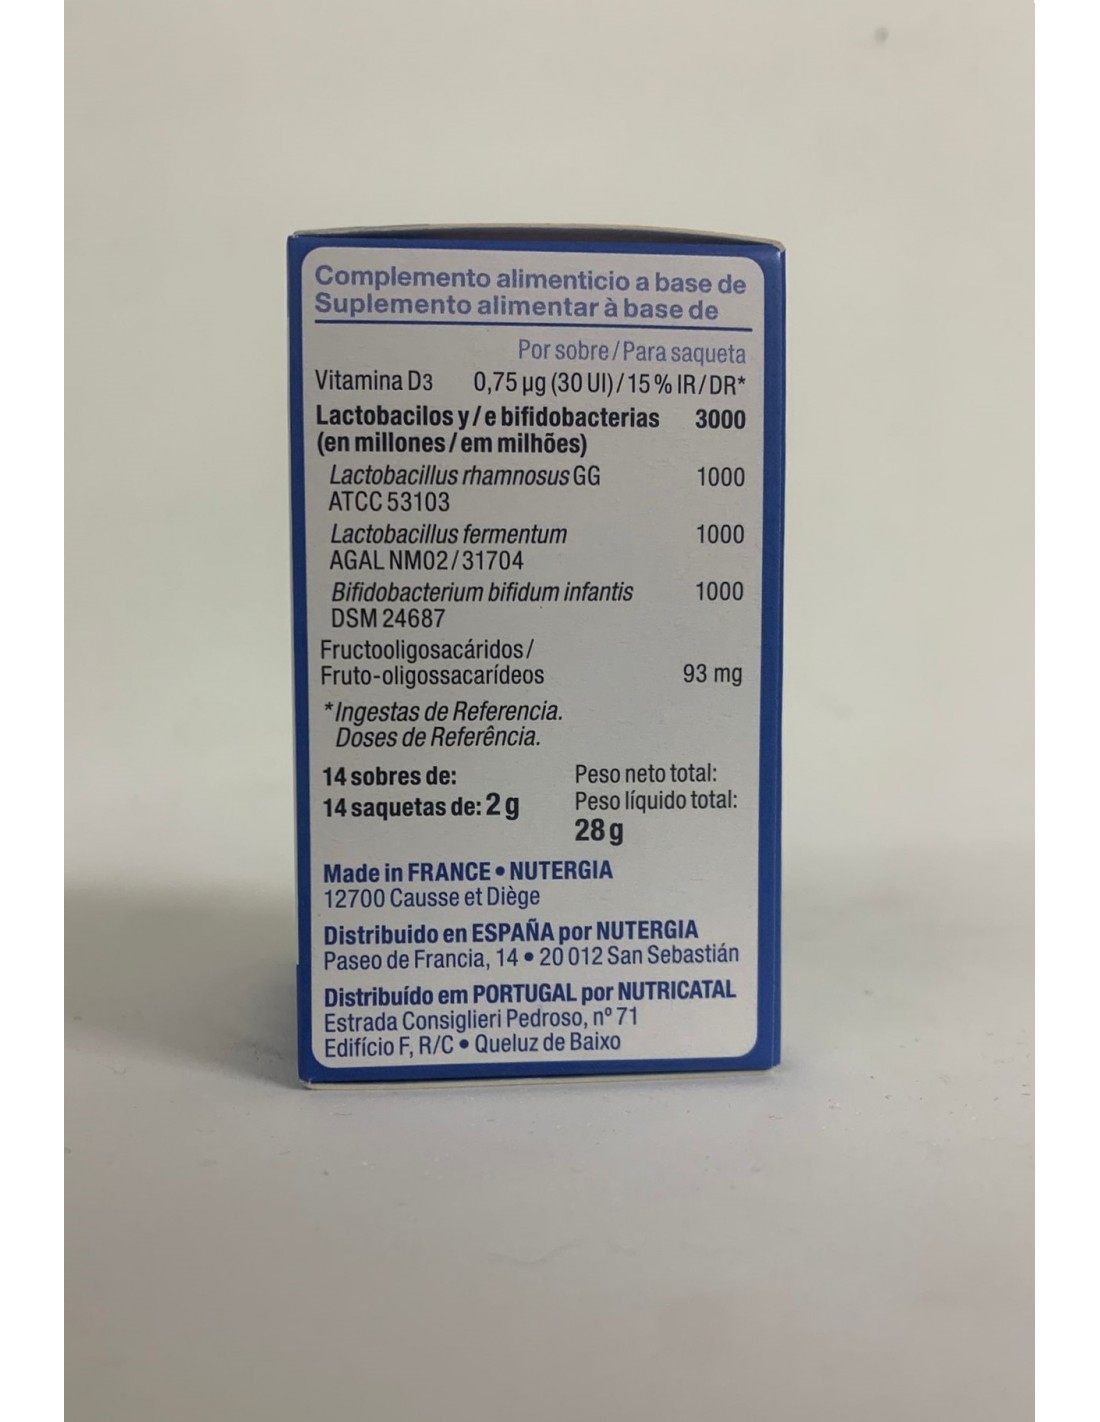 Complemento alimenticio a base de
Suplemento alimentar à base de
Por sobre/Para saqueta
Vitamina D3 0,75 µg (30 UI)/15% IR/DR*
Lactobacilos y/e bifidobacterias 3000
(en millones/em milhões)
Lactobacillus rhamnosus GG 1000
ATCC 53103
Lactobacillus fermentum 1000
AGAL NM02/31704
Bifidobacterium bifidum infantis 1000
DSM 24687
Fructooligosacáridos/
Fruto-oligossacarídeos 93 mg
*Ingestas de Referencia.
Doses de Referência.
14 sobres de: Peso neto total:
14 saquetas de: 2 g Peso líquido total:
28 g
Made in FRANCE • NUTERGIA
12700 Causse et Diège
Distribuido en ESPAÑA por NUTERGIA
Paseo de Francia, 14 • 20 012 San Sebastián
Distribuído em PORTUGAL por NUTRICATAL
Estrada Consiglieri Pedroso, nº 71
Edifício F, R/C • Queluz de Baixo